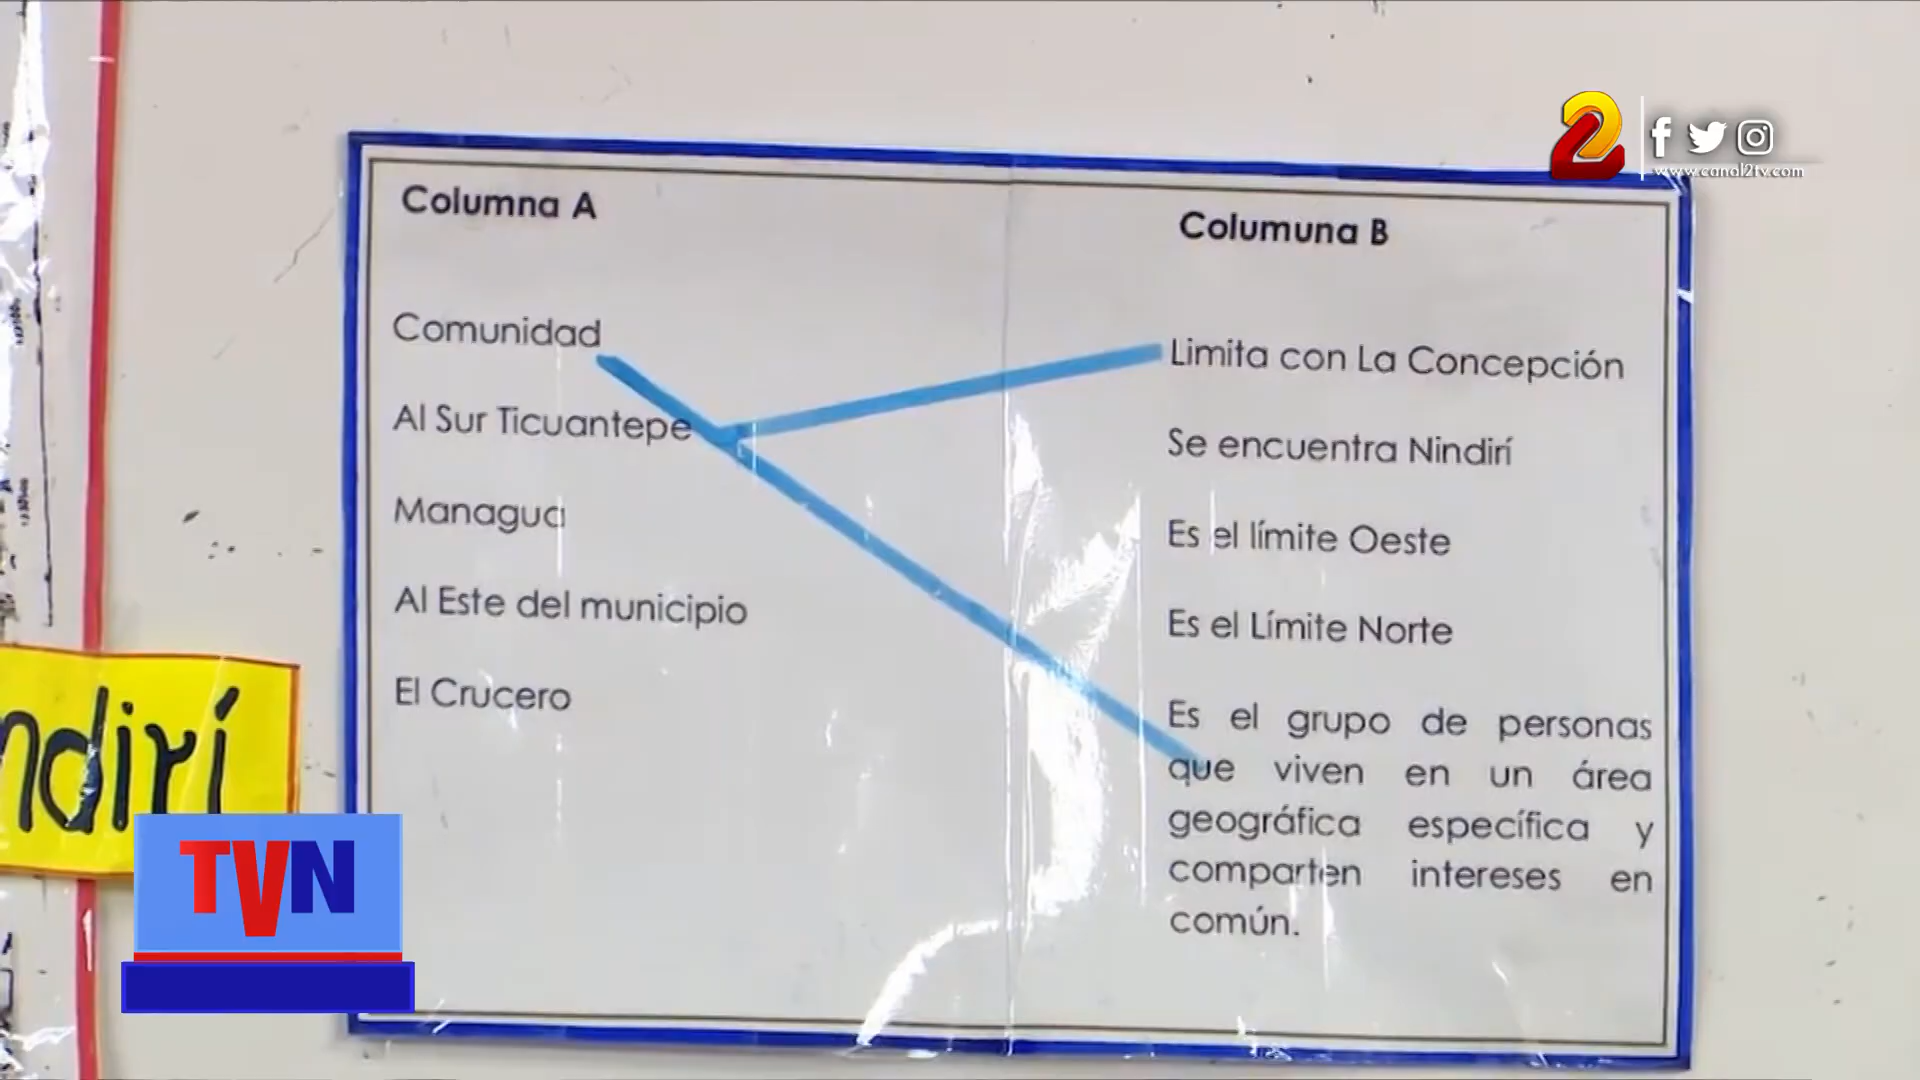 2
www.canal2tv.com
Columna A
Columuna B
Comunidad
Al Sur Ticuantepe
Managua
Al Este del municipio
El Crucero
Limita con La Concepción
Se encuentra Nindirí
Es el límite Oeste
Es el Límite Norte
Es el grupo de personas
que viven en un área
geográfica específica y
comparten intereses en
común.
ndirí
TVN